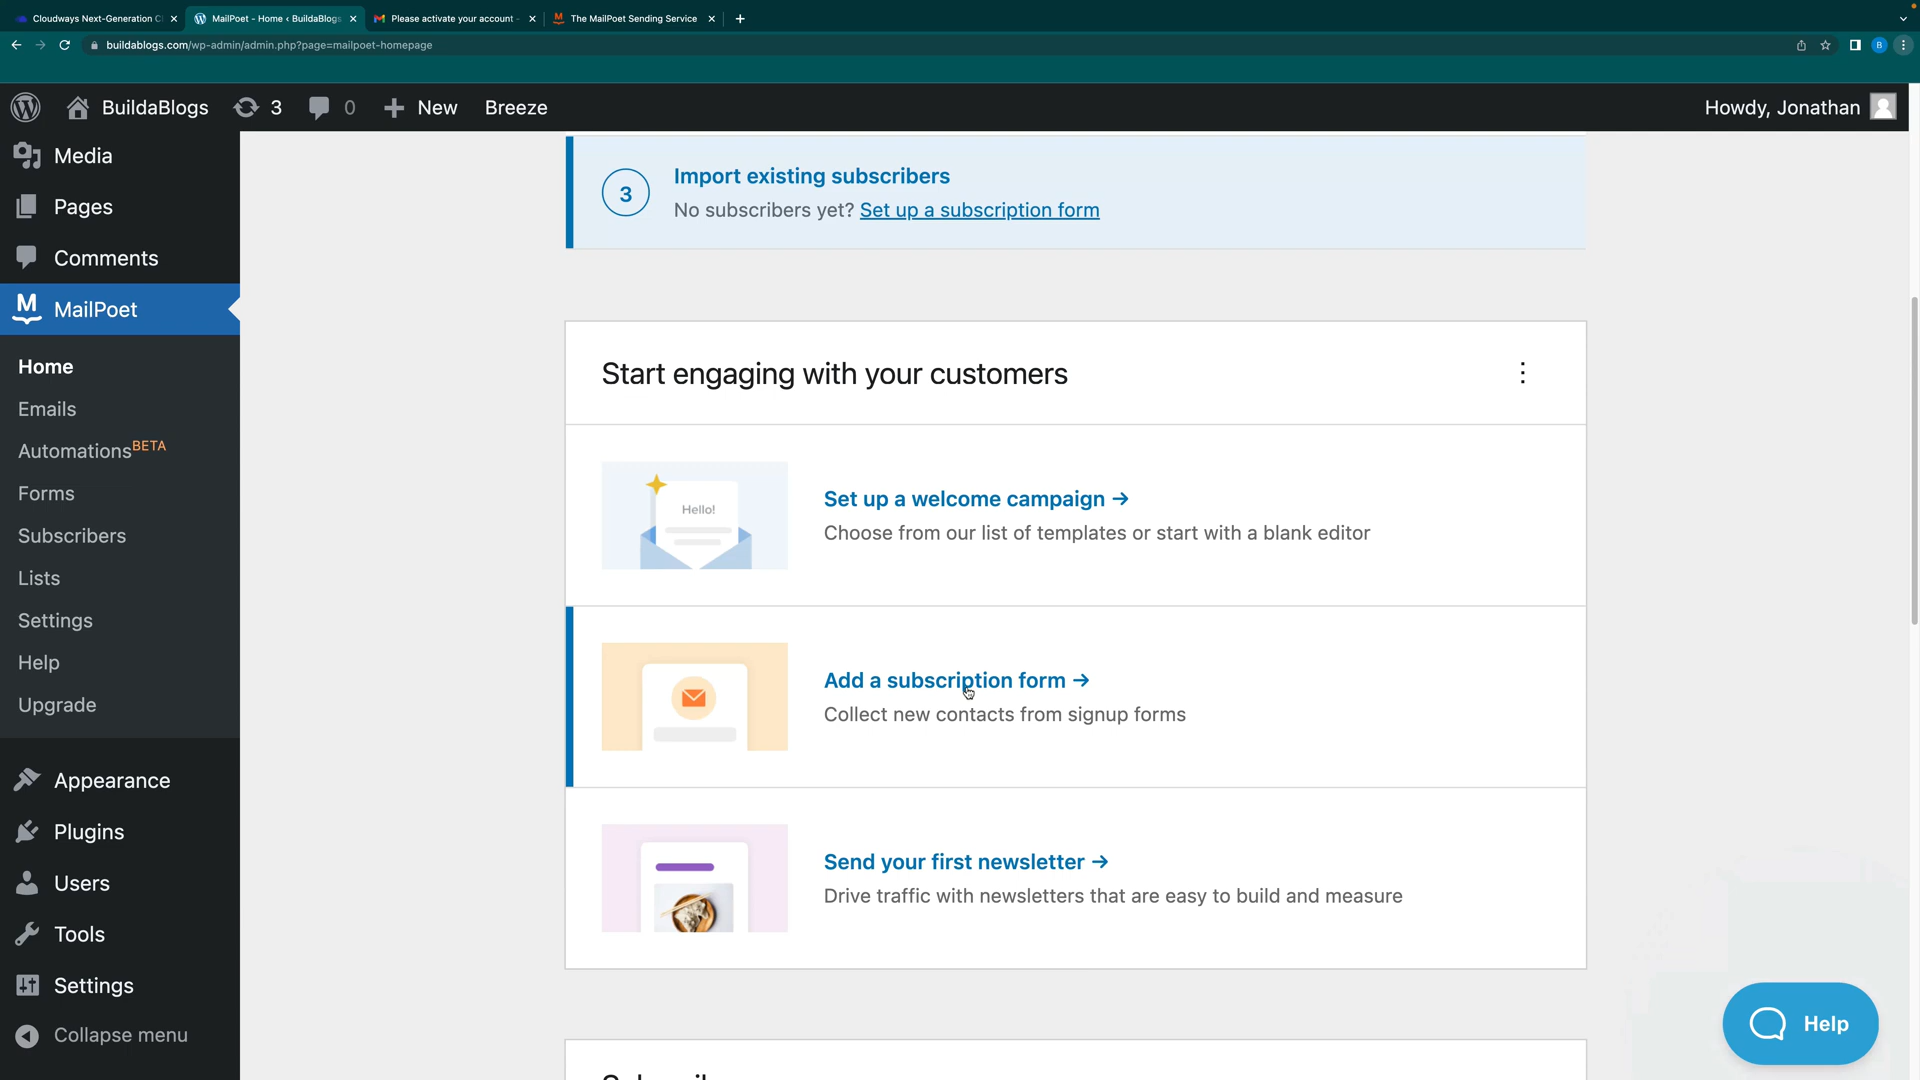 Cloudways Next-Generation C
MailPoet - Home ‹ BuildaBlogs
Please activate your account -
The MailPoet Sending Service
buildablogs.com/wp-admin/admin.php?page=mailpoet-homepage
B
BuildaBlogs
3
0
New
Breeze
Howdy, Jonathan
Media
Pages
Comments
MailPoet
Home
Emails
Automations BETA
Forms
Subscribers
Lists
Settings
Help
Upgrade
Appearance
Plugins
Users
Tools
Settings
Collapse menu
3
Import existing subscribers
No subscribers yet? Set up a subscription form
Start engaging with your customers
Hello!
Set up a welcome campaign →
Choose from our list of templates or start with a blank editor
Add a subscription form →
Collect new contacts from signup forms
Send your first newsletter →
Drive traffic with newsletters that are easy to build and measure
Help